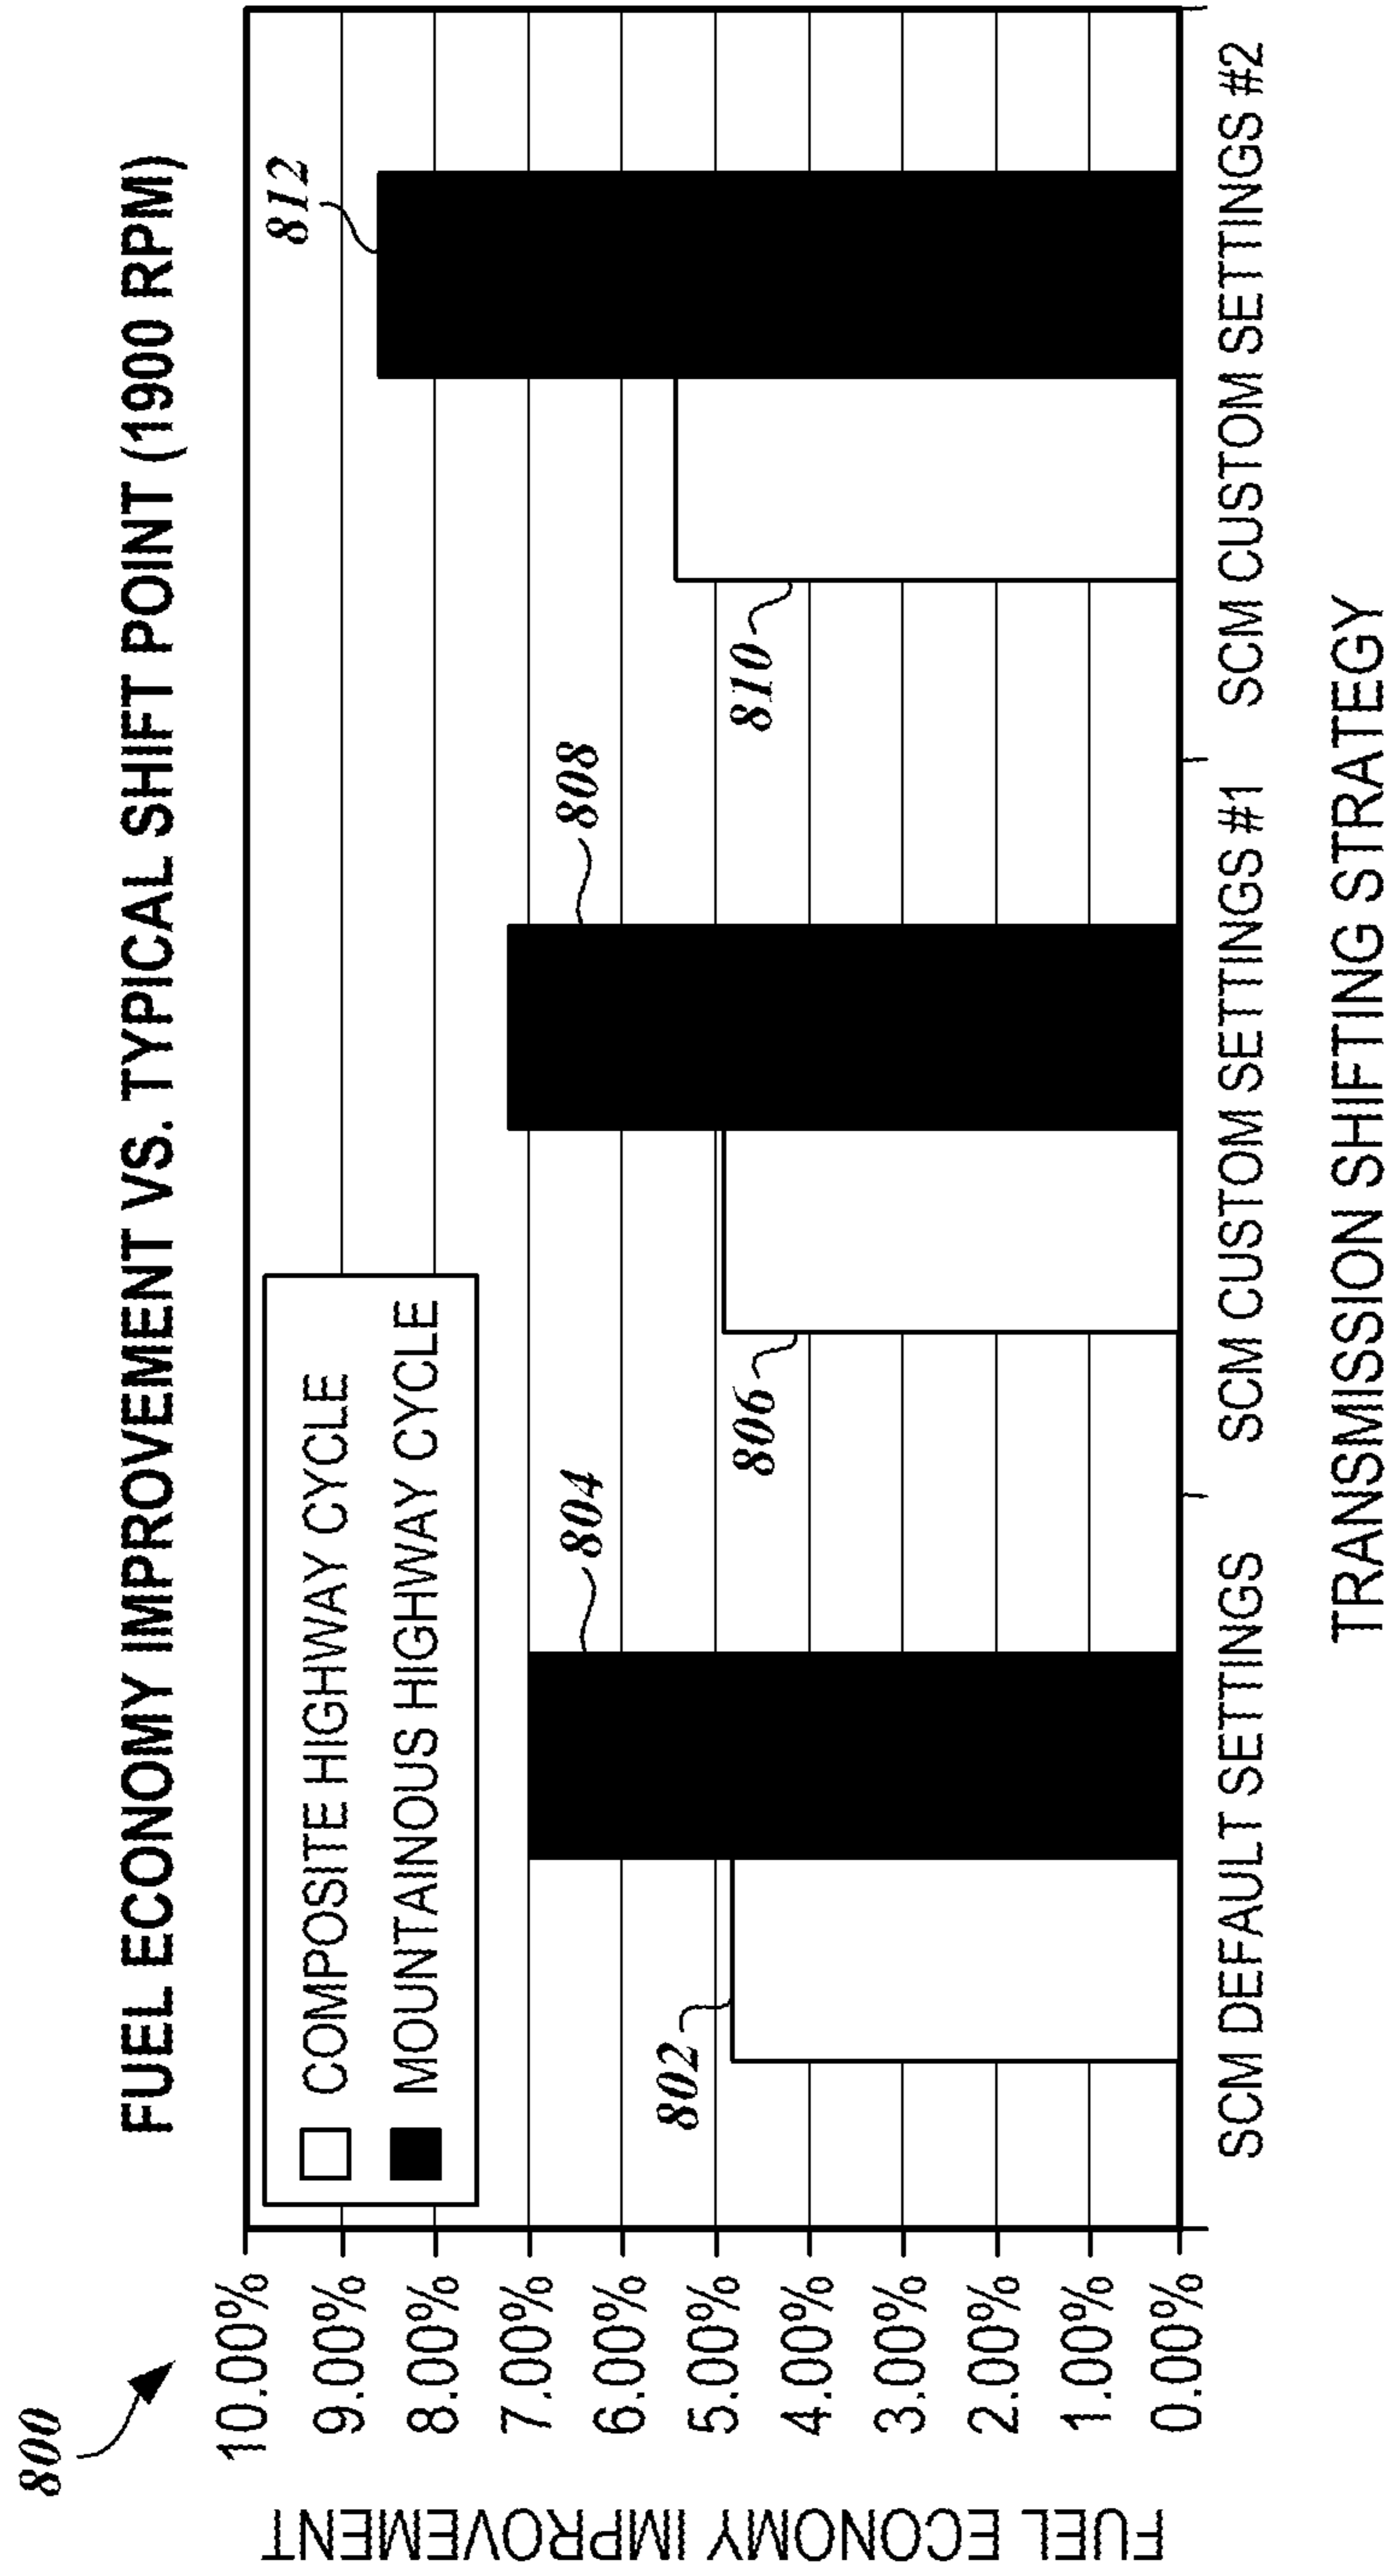 800
FUEL ECONOMY IMPROVEMENT VS. TYPICAL SHIFT POINT (1900 RPM)
FUEL ECONOMY IMPROVEMENT
10.00%
9.00%
8.00%
7.00%
6.00%
5.00%
4.00%
3.00%
2.00%
1.00%
0.00%
COMPOSITE HIGHWAY CYCLE
MOUNTAINOUS HIGHWAY CYCLE
802
804
806
808
810
812
SCM DEFAULT SETTINGS
SCM CUSTOM SETTINGS #1
SCM CUSTOM SETTINGS #2
TRANSMISSION SHIFTING STRATEGY